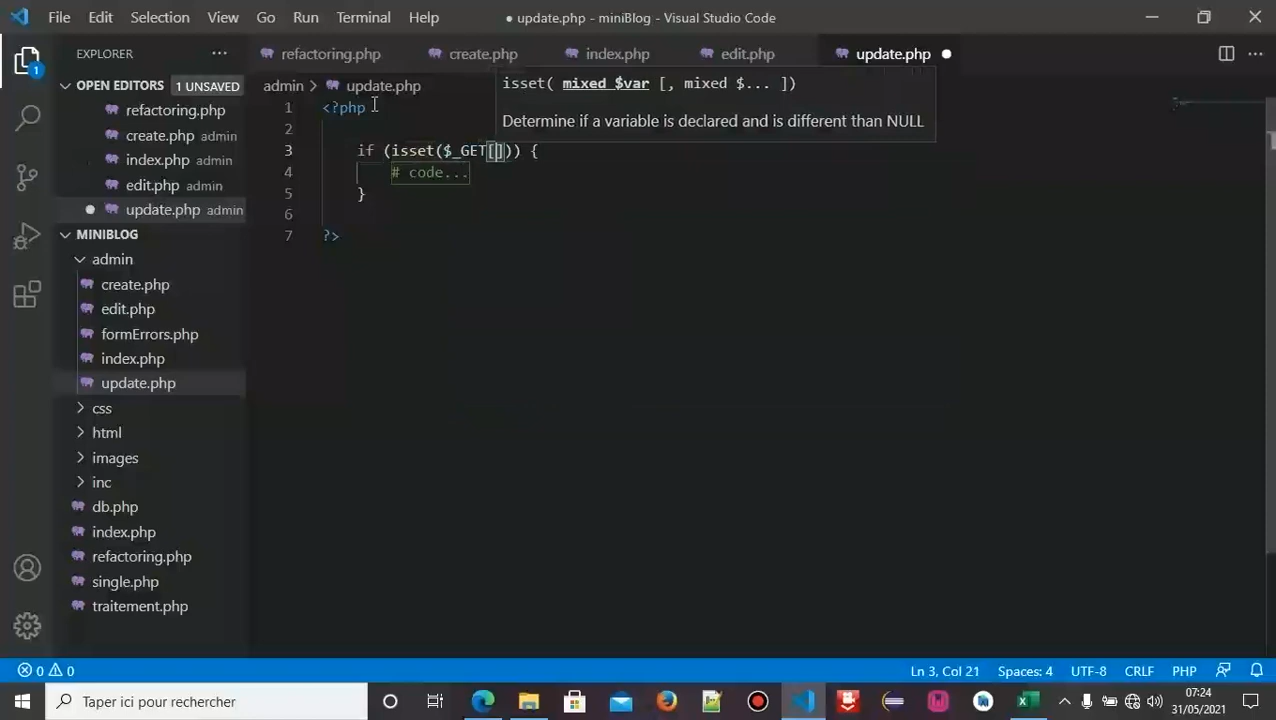 File Edit Selection View Go Run Terminal Help ● update.php - miniBlog - Visual Studio Code
EXPLORER ...
refactoring.php create.php index.php edit.php update.php ●
OPEN EDITORS 1 UNSAVED
refactoring.php
create.php admin
index.php admin
edit.php admin
● update.php admin
MINIBLOG
admin
create.php
edit.php
formErrors.php
index.php
update.php
css
html
images
inc
db.php
index.php
refactoring.php
single.php
traitement.php
1
admin > update.php
isset( mixed $var [, mixed $... ])
Determine if a variable is declared and is different than NULL
1 <?php
2
3 if (isset($_GET[])) {
4 # code...
5 }
6
7 ?>
0 0 Ln 3, Col 21 Spaces: 4 UTF-8 CRLF PHP
Taper ici pour rechercher
07:24
31/05/2021